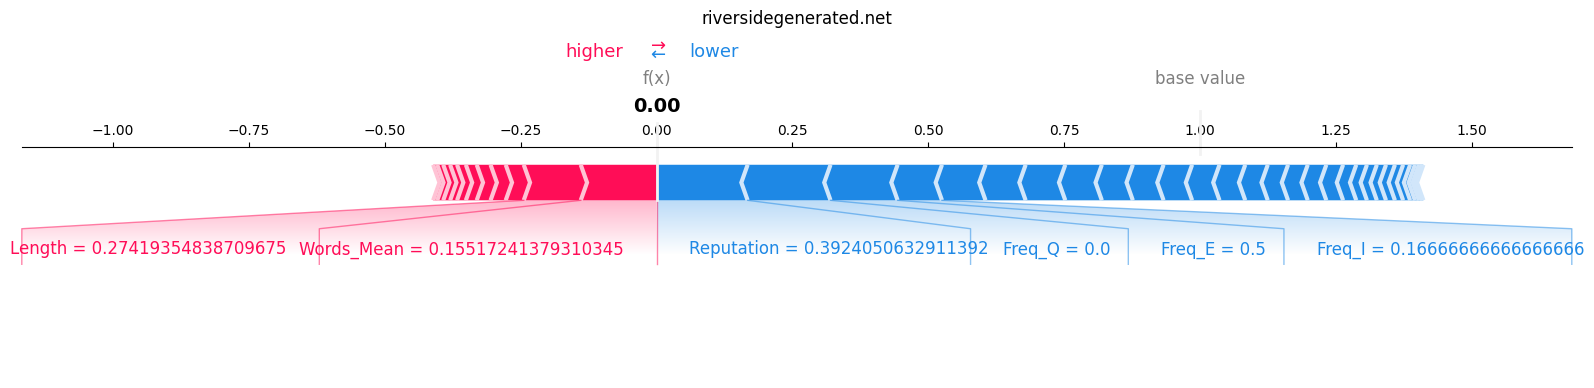 riversidegenerated.net
higher ⇄ lower
f(x) base value
0.00
−1.00 −0.75 −0.50 −0.25 0.00 0.25 0.50 0.75 1.00 1.25 1.50
Length = 0.27419354838709675 Words_Mean = 0.15517241379310345 Reputation = 0.3924050632911392 Freq_Q = 0.0 Freq_E = 0.5 Freq_I = 0.16666666666666666